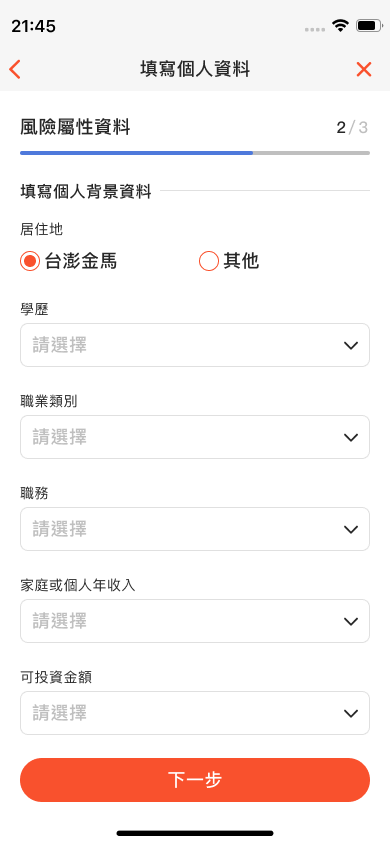 21:45
填寫個人資料
風險屬性資料 2/3
填寫個人背景資料
居住地
台澎金馬 其他
學歷
請選擇
職業類別
請選擇
職務
請選擇
家庭或個人年收入
請選擇
可投資金額
請選擇
下一步